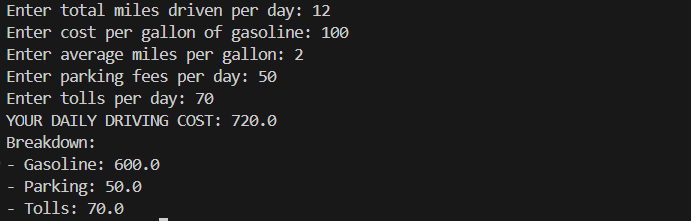 Enter total miles driven per day: 12
Enter cost per gallon of gasoline: 100
Enter average miles per gallon: 2
Enter parking fees per day: 50
Enter tolls per day: 70
YOUR DAILY DRIVING COST: 720.0
Breakdown:
- Gasoline: 600.0
- Parking: 50.0
- Tolls: 70.0